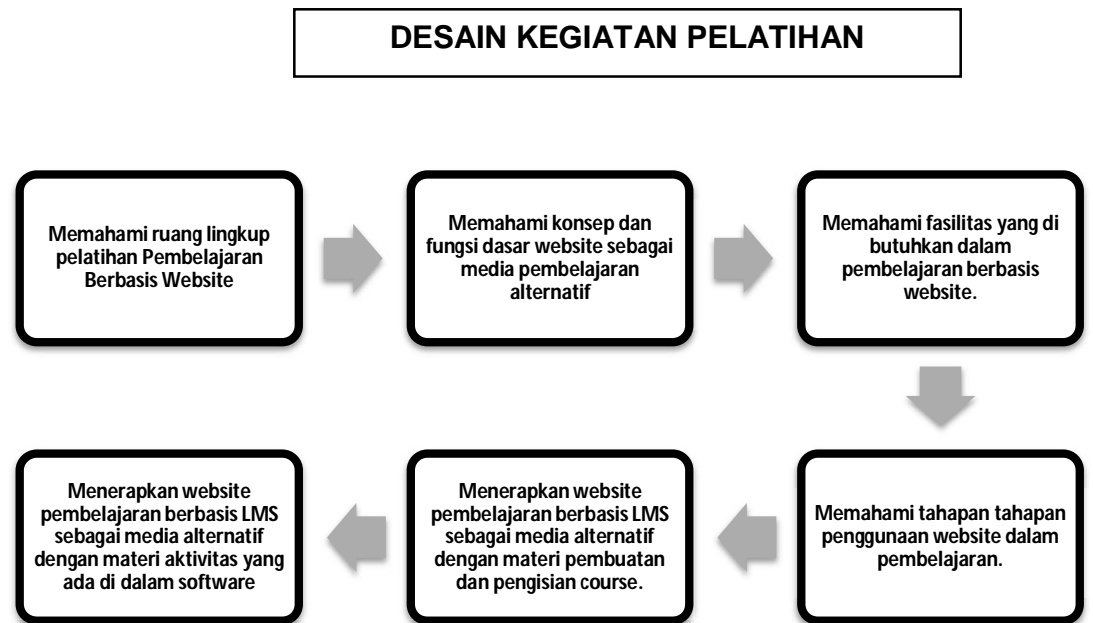 DESAIN KEGIATAN PELATIHAN
Memahami ruang lingkup
pelatihan Pembelajaran
Berbasis Website
Memahami konsep dan
fungsi dasar website sebagai
media pembelajaran
alternatif
Memahami fasilitas yang di
butuhkan dalam
pembelajaran berbasis
website.
Memahami tahapan tahapan
penggunaan website dalam
pembelajaran.
Menerapkan website
pembelajaran berbasis LMS
sebagai media alternatif
dengan materi pembuatan
dan pengisian course.
Menerapkan website
pembelajaran berbasis LMS
sebagai media alternatif
dengan materi aktivitas yang
ada di dalam software